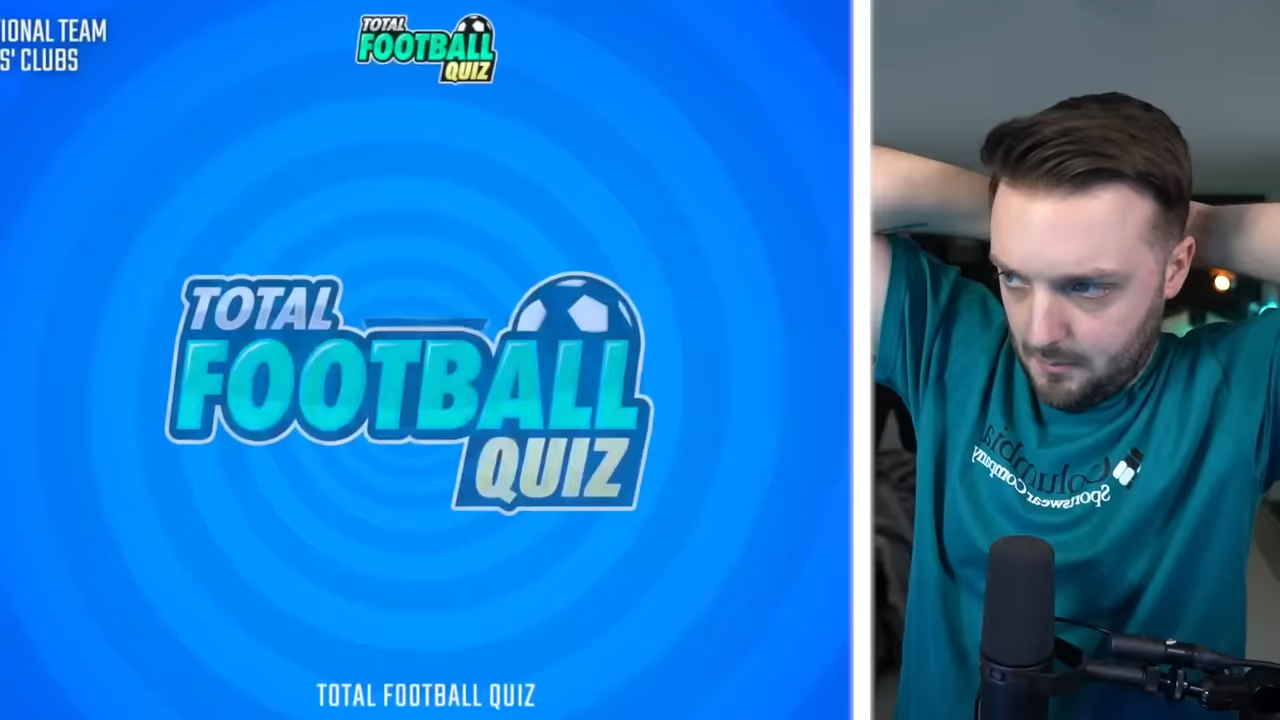 IONAL TEAM
S' CLUBS
TOTAL
FOOTBALL
QUIZ
TOTAL
FOOTBALL
QUIZ
TOTAL FOOTBALL QUIZ
Columbia
Sportswear Company